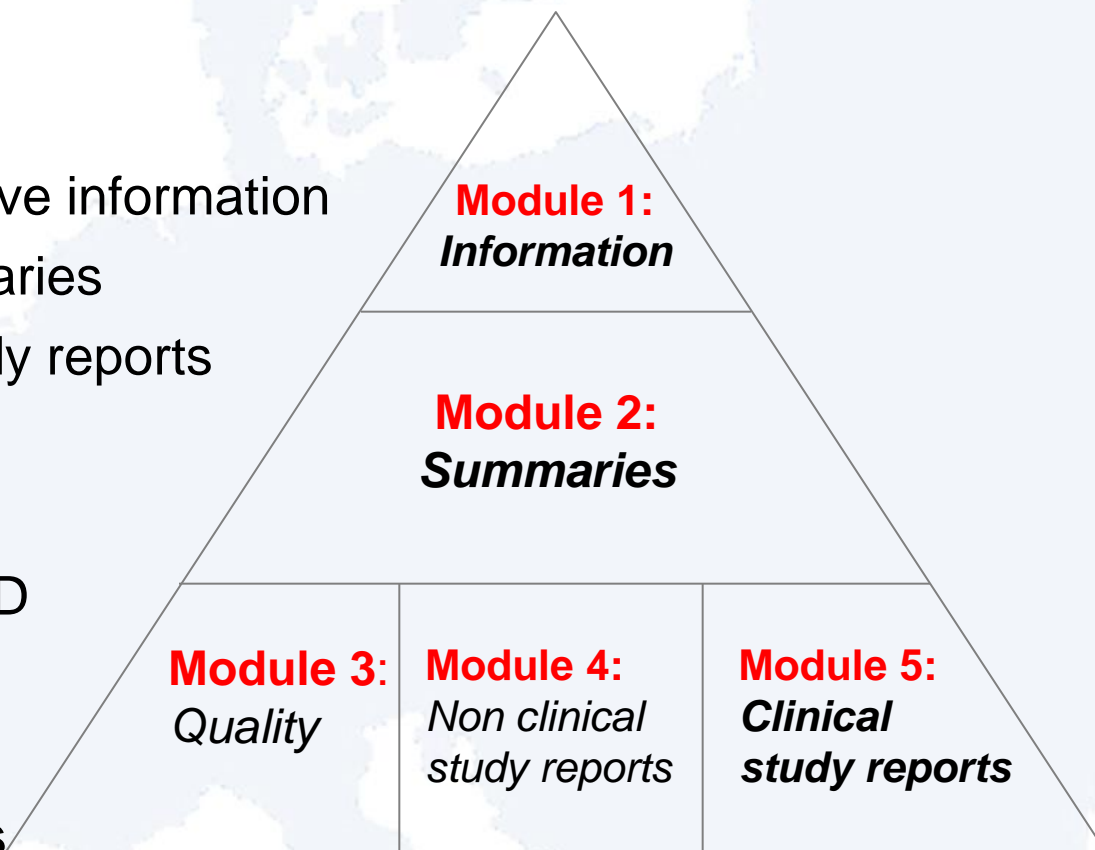 ve information
aries
ly reports
D
s
Module 1:
Information
Module 2:
Summaries
Module 3:
Quality
Module 4:
Non clinical
study reports
Module 5:
Clinical
study reports